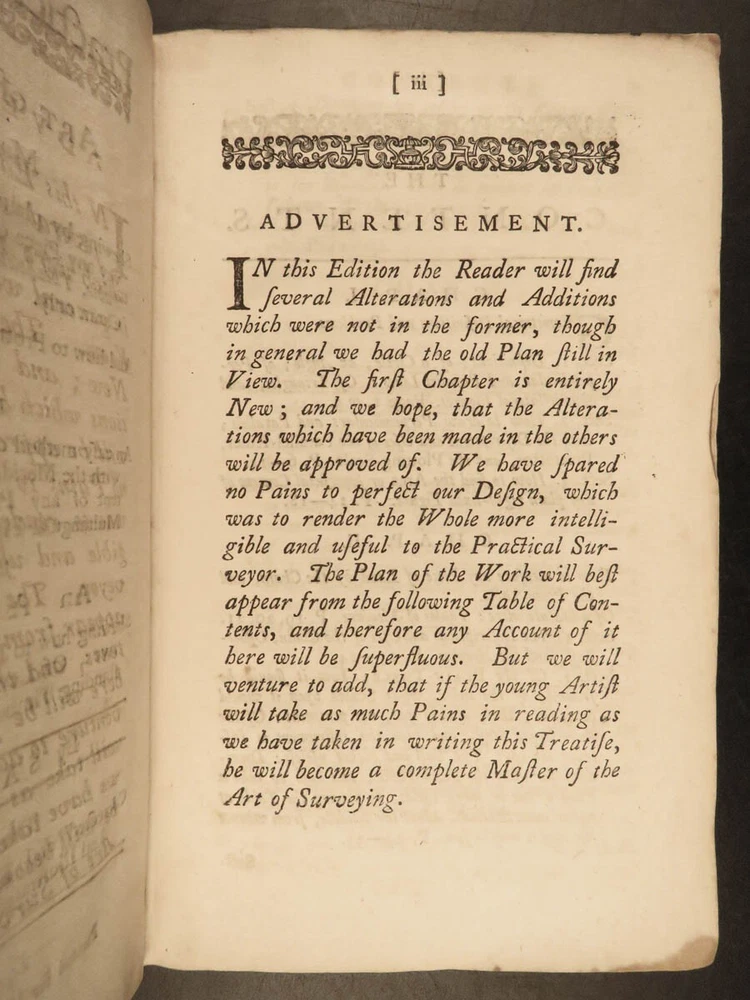 [ iii ]
ADVERTISEMENT.
IN this Edition the Reader will find
ſeveral Alterations and Additions
which were not in the former, though
in general we had the old Plan ſtill in
View. The firſt Chapter is entirely
New ; and we hope, that the Altera-
tions which have been made in the others
will be approved of. We have ſpared
no Pains to perfect our Deſign, which
was to render the Whole more intelli-
gible and uſeful to the Practical Sur-
veyor. The Plan of the Work will beſt
appear from the following Table of Con-
tents, and therefore any Account of it
here will be ſuperfluous. But we will
venture to add, that if the young Artiſt
will take as much Pains in reading as
we have taken in writing this Treatiſe,
he will become a complete Maſter of the
Art of Surveying.